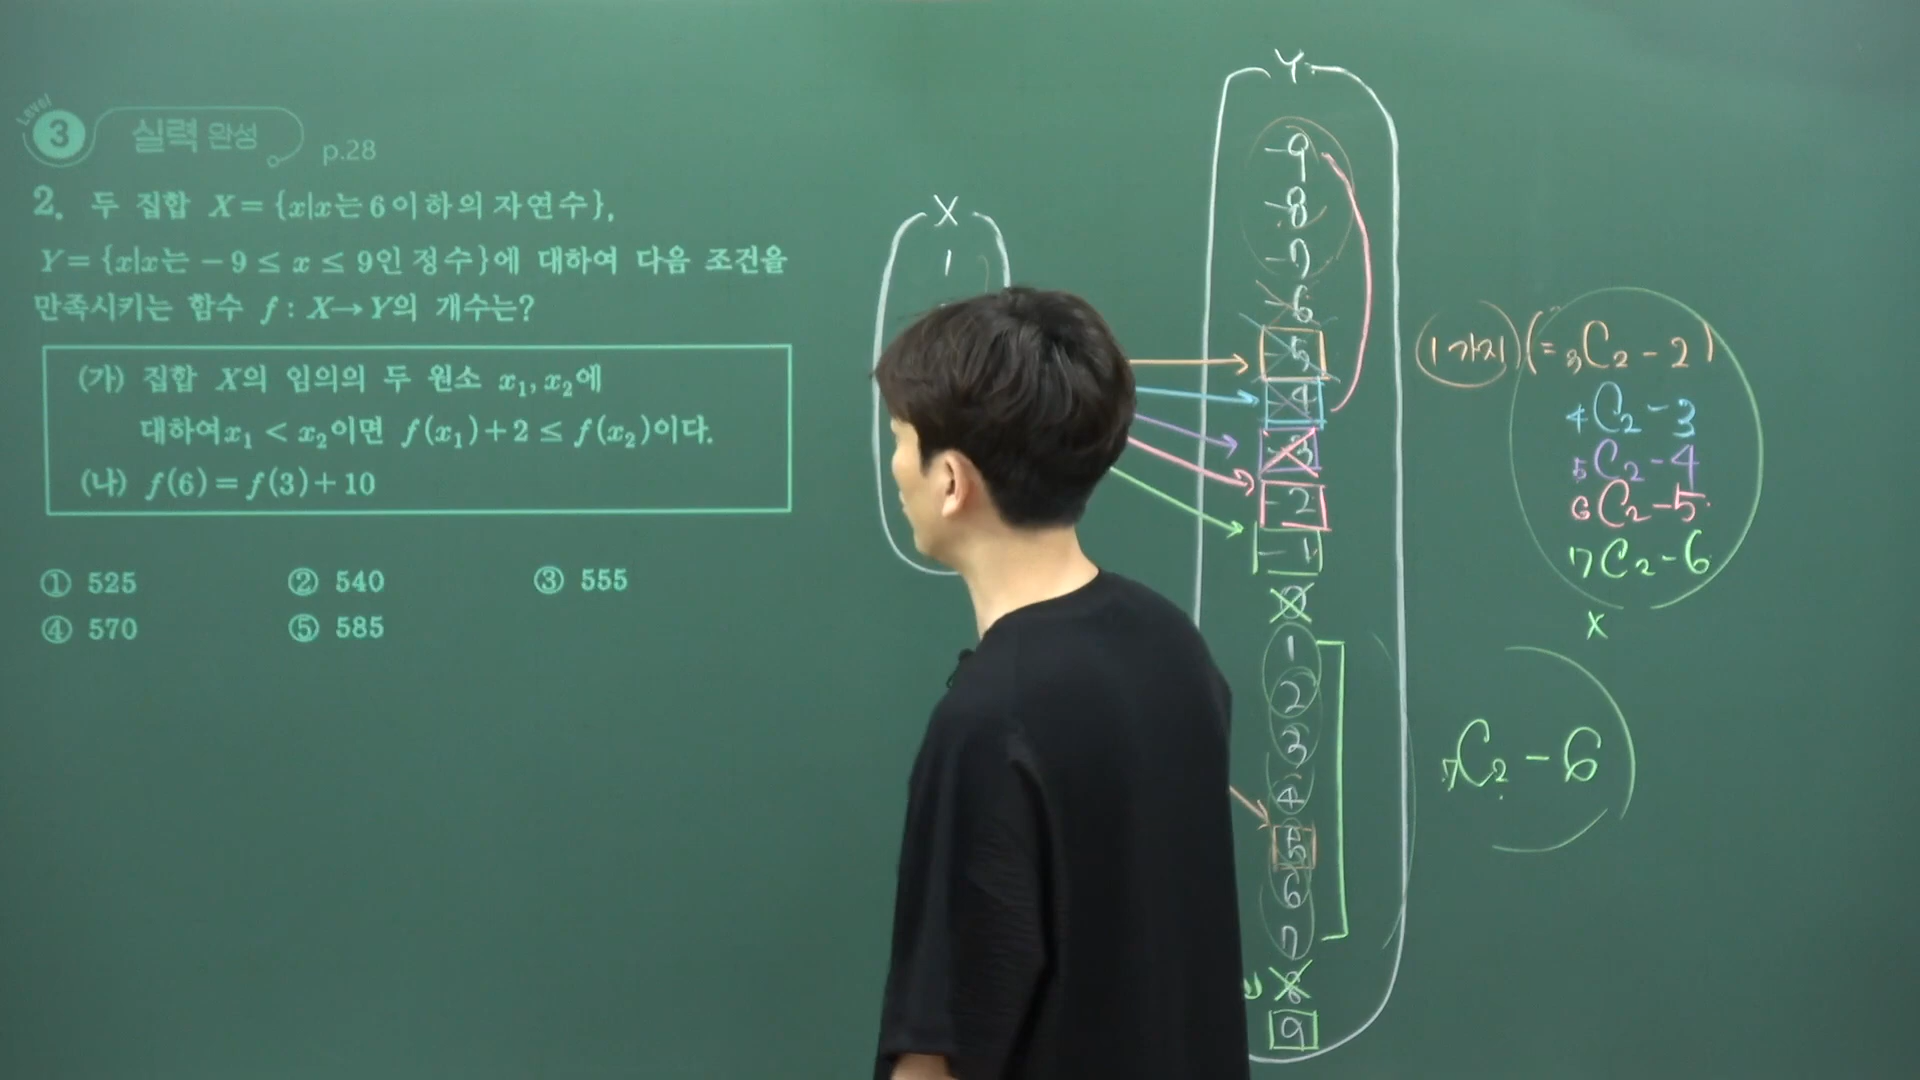 Level 3 실력 완성 p.28
2. 두 집합 X = {x|x는 6 이하의 자연수},
Y = {x|x는 −9 ≤ x ≤ 9인 정수}에 대하여 다음 조건을
만족시키는 함수 f : X→Y의 개수는?
(가) 집합 X의 임의의 두 원소 x₁, x₂에
대하여 x₁ < x₂이면 f(x₁)+2 ≤ f(x₂)이다.
(나) f(6) = f(3)+10
① 525 ② 540 ③ 555
④ 570 ⑤ 585
X
1
Y
-9
-8
-7
-6
-5
-4
-3
-2
-1
0
1
2
3
4
5
6
7
8
9
1가지 (= ₃C₂ - 2)
₄C₂ - 3
₅C₂ - 4
₆C₂ - 5
₇C₂ - 6
×
₇C₂ - 6